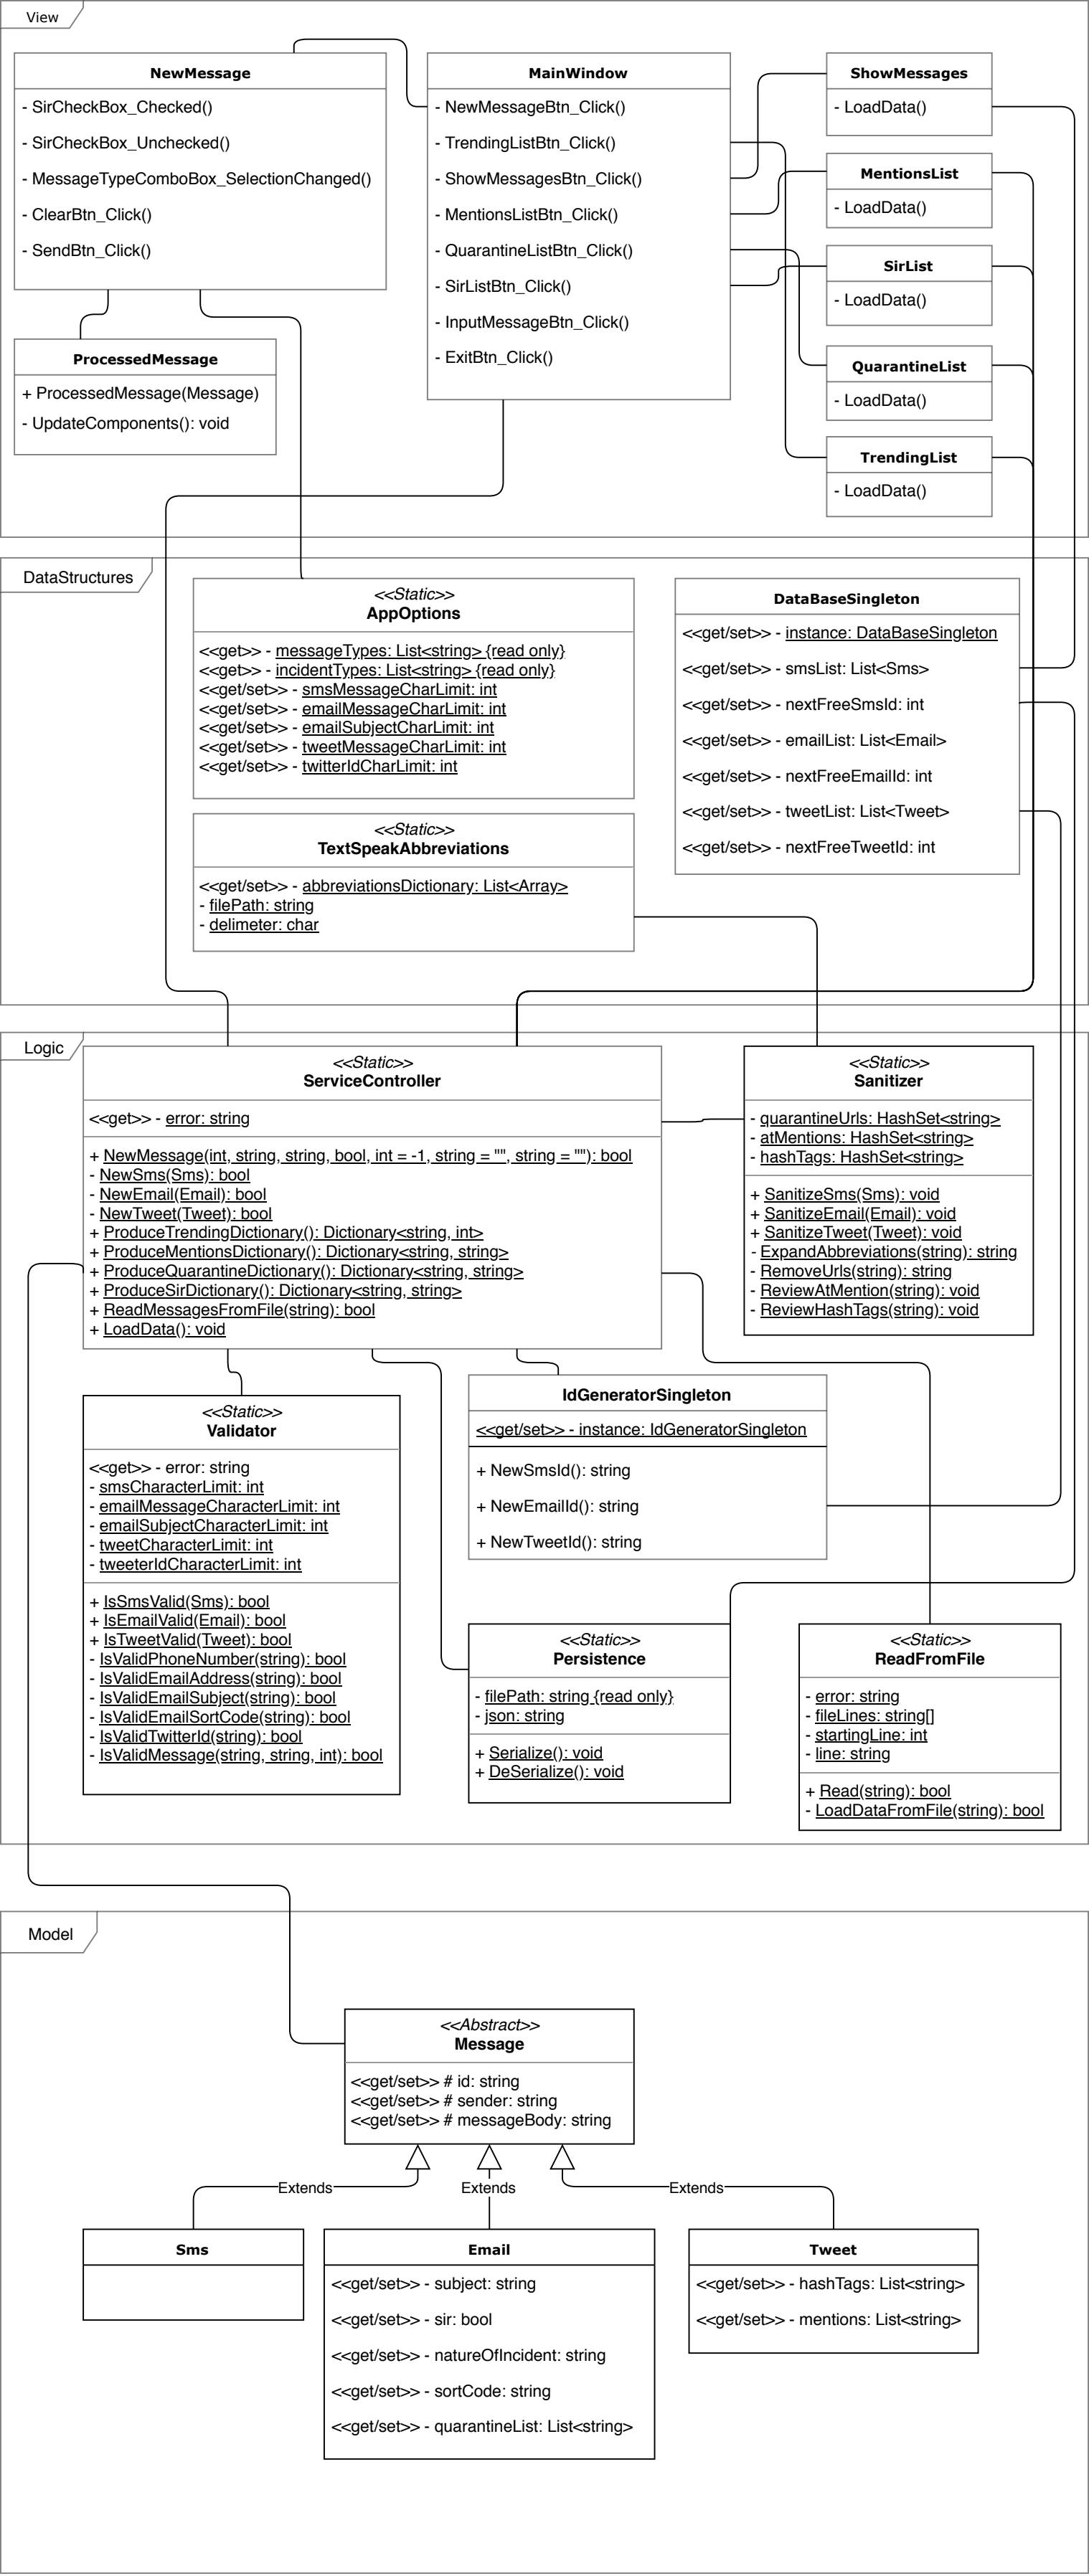 View
NewMessage
- SirCheckBox_Checked()
- SirCheckBox_Unchecked()
- MessageTypeComboBox_SelectionChanged()
- ClearBtn_Click()
- SendBtn_Click()
MainWindow
- NewMessageBtn_Click()
- TrendingListBtn_Click()
- ShowMessagesBtn_Click()
- MentionsListBtn_Click()
- QuarantineListBtn_Click()
- SirListBtn_Click()
- InputMessageBtn_Click()
- ExitBtn_Click()
ShowMessages
- LoadData()
MentionsList
- LoadData()
SirList
- LoadData()
QuarantineList
- LoadData()
TrendingList
- LoadData()
ProcessedMessage
+ ProcessedMessage(Message)
- UpdateComponents(): void
DataStructures
<<Static>>
AppOptions
<<get>> - messageTypes: List<string> {read only}
<<get>> - incidentTypes: List<string> {read only}
<<get/set>> - smsMessageCharLimit: int
<<get/set>> - emailMessageCharLimit: int
<<get/set>> - emailSubjectCharLimit: int
<<get/set>> - tweetMessageCharLimit: int
<<get/set>> - twitterIdCharLimit: int
DataBaseSingleton
<<get/set>> - instance: DataBaseSingleton
<<get/set>> - smsList: List<Sms>
<<get/set>> - nextFreeSmsId: int
<<get/set>> - emailList: List<Email>
<<get/set>> - nextFreeEmailId: int
<<get/set>> - tweetList: List<Tweet>
<<get/set>> - nextFreeTweetId: int
<<Static>>
TextSpeakAbbreviations
<<get/set>> - abbreviationsDictionary: List<Array>
- filePath: string
- delimeter: char
Logic
<<Static>>
ServiceController
<<get>> - error: string
+ NewMessage(int, string, string, bool, int = -1, string = "", string = ""): bool
- NewSms(Sms): bool
- NewEmail(Email): bool
- NewTweet(Tweet): bool
+ ProduceTrendingDictionary(): Dictionary<string, int>
+ ProduceMentionsDictionary(): Dictionary<string, string>
+ ProduceQuarantineDictionary(): Dictionary<string, string>
+ ProduceSirDictionary(): Dictionary<string, string>
+ ReadMessagesFromFile(string): bool
+ LoadData(): void
<<Static>>
Sanitizer
- quarantineUrls: HashSet<string>
- atMentions: HashSet<string>
- hashTags: HashSet<string>
+ SanitizeSms(Sms): void
+ SanitizeEmail(Email): void
+ SanitizeTweet(Tweet): void
- ExpandAbbreviations(string): string
- RemoveUrls(string): string
- ReviewAtMention(string): void
- ReviewHashTags(string): void
<<Static>>
Validator
<<get>> - error: string
- smsCharacterLimit: int
- emailMessageCharacterLimit: int
- emailSubjectCharacterLimit: int
- tweetCharacterLimit: int
- tweeterIdCharacterLimit: int
+ IsSmsValid(Sms): bool
+ IsEmailValid(Email): bool
+ IsTweetValid(Tweet): bool
- IsValidPhoneNumber(string): bool
- IsValidEmailAddress(string): bool
- IsValidEmailSubject(string): bool
- IsValidEmailSortCode(string): bool
- IsValidTwitterId(string): bool
- IsValidMessage(string, string, int): bool
IdGeneratorSingleton
<<get/set>> - instance: IdGeneratorSingleton
+ NewSmsId(): string
+ NewEmailId(): string
+ NewTweetId(): string
<<Static>>
Persistence
- filePath: string {read only}
- json: string
+ Serialize(): void
+ DeSerialize(): void
<<Static>>
ReadFromFile
- error: string
- fileLines: string[]
- startingLine: int
- line: string
+ Read(string): bool
- LoadDataFromFile(string): bool
Model
<<Abstract>>
Message
<<get/set>> # id: string
<<get/set>> # sender: string
<<get/set>> # messageBody: string
Extends
Extends
Extends
Sms
Email
<<get/set>> - subject: string
<<get/set>> - sir: bool
<<get/set>> - natureOfIncident: string
<<get/set>> - sortCode: string
<<get/set>> - quarantineList: List<string>
Tweet
<<get/set>> - hashTags: List<string>
<<get/set>> - mentions: List<string>